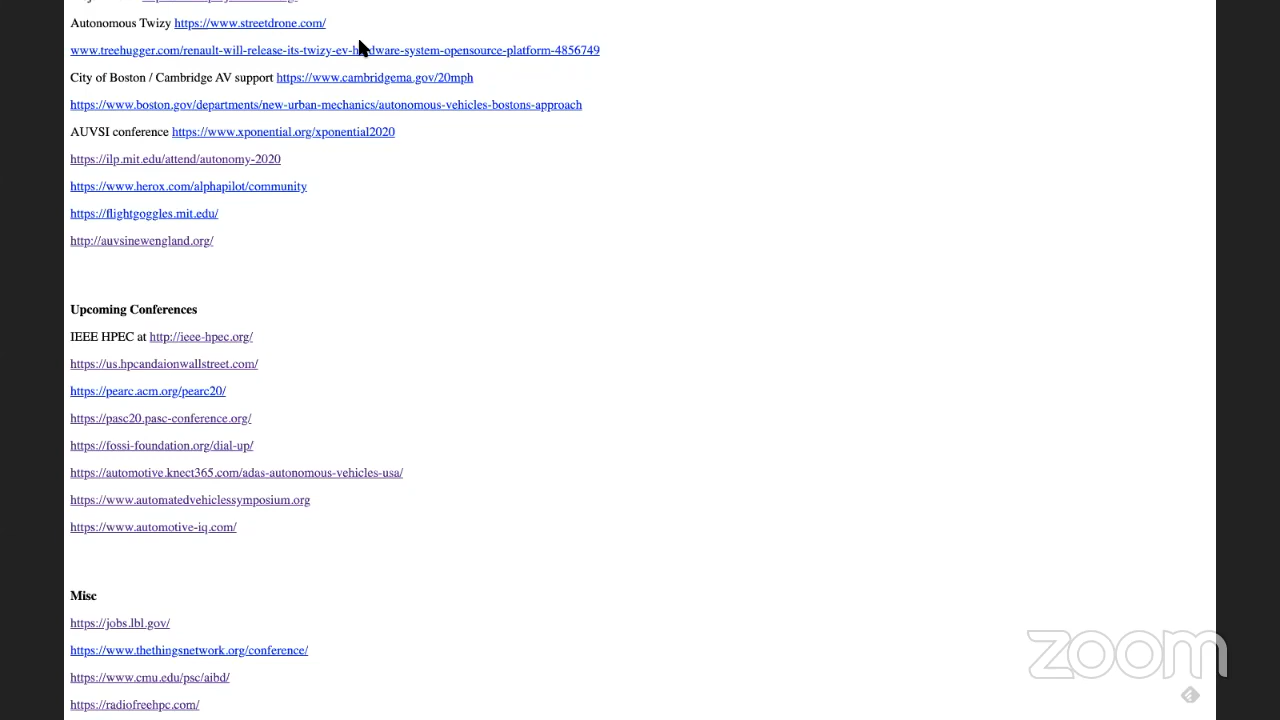 Autonomous Twizy https://www.streetdrone.com/
www.treehugger.com/renault-will-release-its-twizy-ev-hardware-system-opensource-platform-4856749
City of Boston / Cambridge AV support https://www.cambridgema.gov/20mph
https://www.boston.gov/departments/new-urban-mechanics/autonomous-vehicles-bostons-approach
AUVSI conference https://www.xponential.org/xponential2020
https://ilp.mit.edu/attend/autonomy-2020
https://www.herox.com/alphapilot/community
https://flightgoggles.mit.edu/
http://auvsinewengland.org/
Upcoming Conferences
IEEE HPEC at http://ieee-hpec.org/
https://us.hpcandaionwallstreet.com/
https://pearc.acm.org/pearc20/
https://pasc20.pasc-conference.org/
https://fossi-foundation.org/dial-up/
https://automotive.knect365.com/adas-autonomous-vehicles-usa/
https://www.automatedvehiclessymposium.org
https://www.automotive-iq.com/
Misc
https://jobs.lbl.gov/
https://www.thethingsnetwork.org/conference/
https://www.cmu.edu/psc/aibd/
https://radiofreehpc.com/
zoom